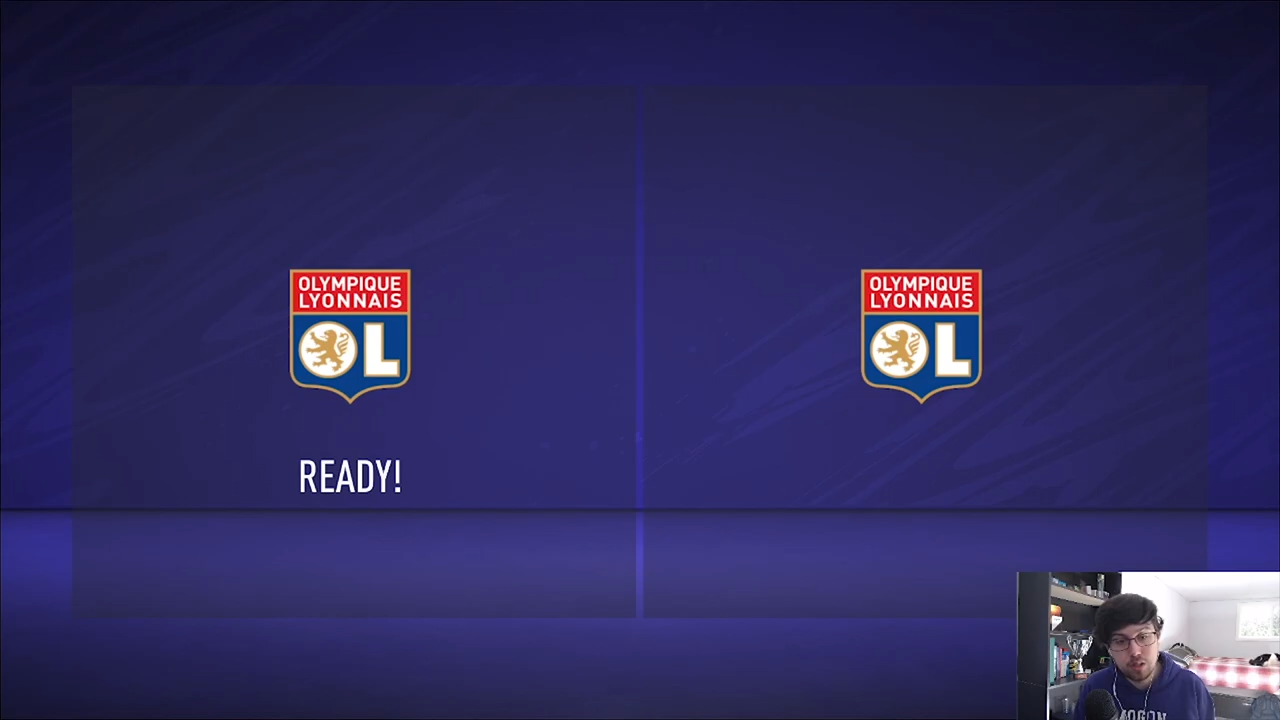 OLYMPIQUE
LYONNAIS
OL
READY!
OLYMPIQUE
LYONNAIS
OL